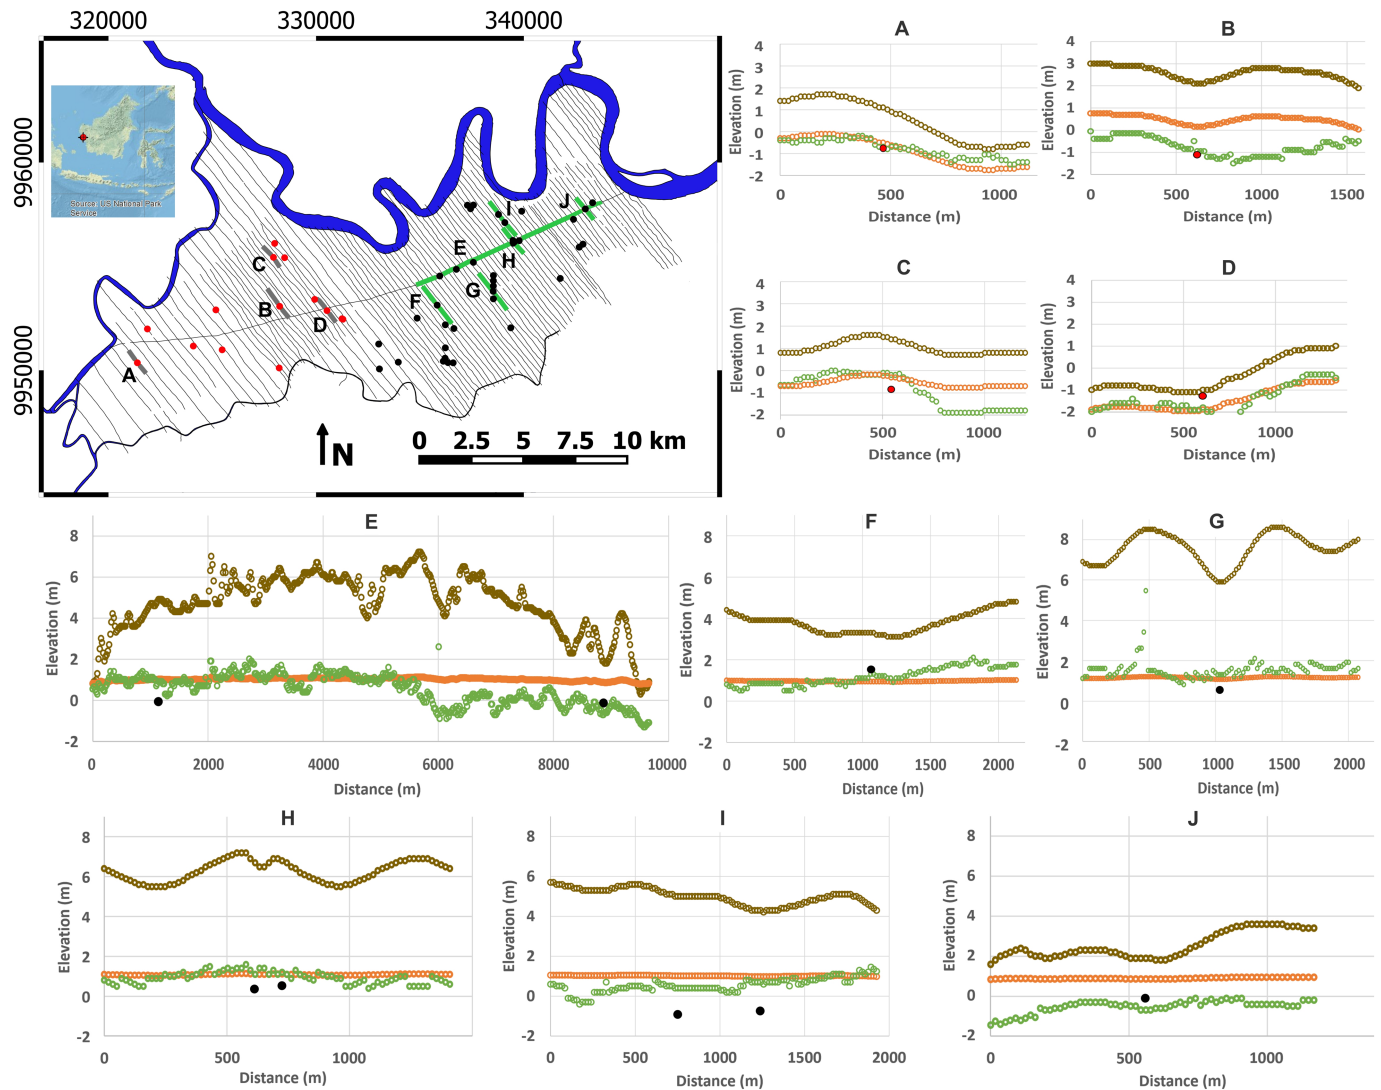 320000 330000 340000
9960000
9950000
Source: US National Park
Service
A
B
C
D
E
F
G
H
I
J
N
0 2.5 5 7.5 10 km
A
Elevation (m)
4
3
2
1
0
-1
-2
0 500 1000
Distance (m)
B
Elevation (m)
4
3
2
1
0
-1
-2
0 500 1000 1500
Distance (m)
C
Elevation (m)
4
3
2
1
0
-1
-2
0 500 1000
Distance (m)
D
Elevation (m)
4
3
2
1
0
-1
-2
0 500 1000
Distance (m)
E
Elevation (m)
8
6
4
2
0
-2
0 2000 4000 6000 8000 10000
Distance (m)
F
Elevation (m)
8
6
4
2
0
-2
0 500 1000 1500 2000
Distance (m)
G
Elevation (m)
8
6
4
2
0
-2
0 500 1000 1500 2000
Distance (m)
H
Elevation (m)
8
6
4
2
0
-2
0 500 1000
Distance (m)
I
Elevation (m)
8
6
4
2
0
-2
0 500 1000 1500 2000
Distance (m)
J
Elevation (m)
8
6
4
2
0
-2
0 500 1000
Distance (m)